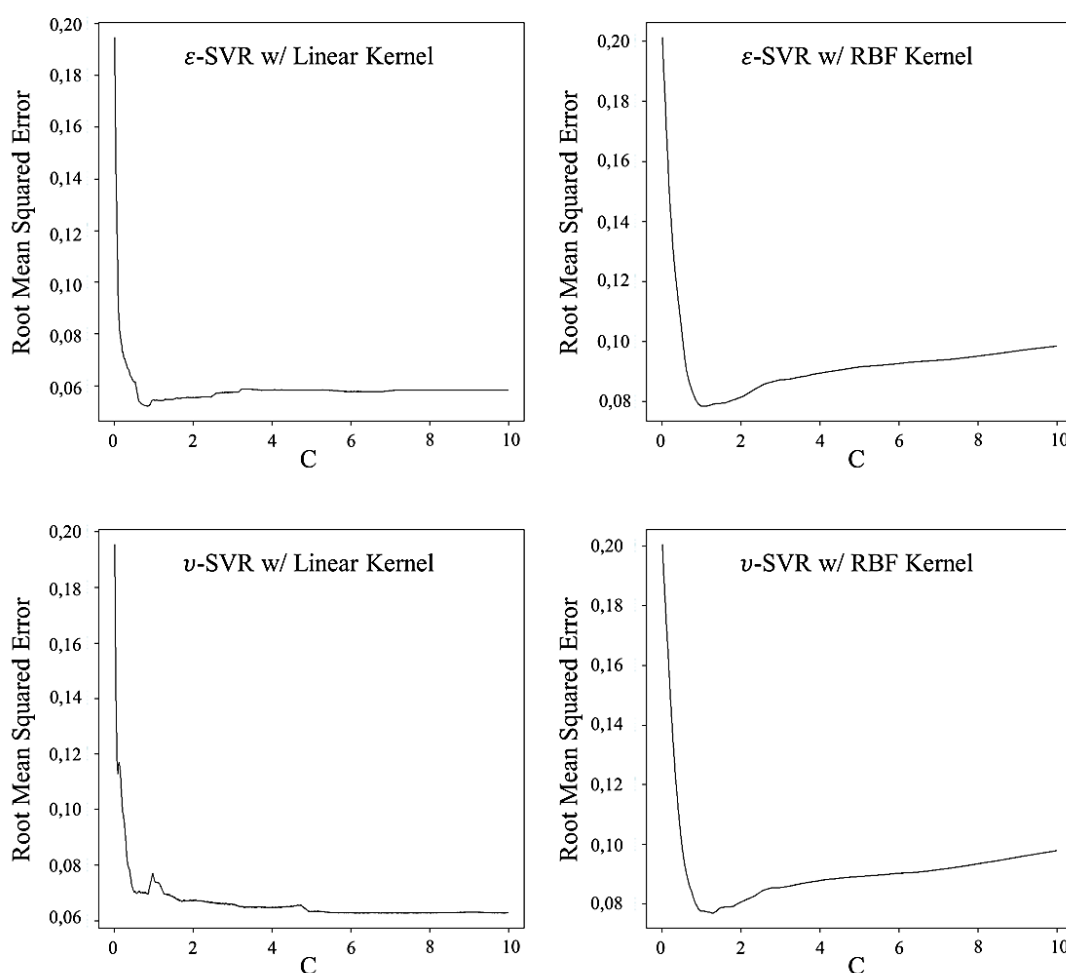 ε-SVR w/ Linear Kernel
Root Mean Squared Error
0,20
0,18
0,16
0,14
0,12
0,10
0,08
0,06
0 2 4 6 8 10
C
ε-SVR w/ RBF Kernel
Root Mean Squared Error
0,20
0,18
0,16
0,14
0,12
0,10
0,08
0 2 4 6 8 10
C
υ-SVR w/ Linear Kernel
Root Mean Squared Error
0,20
0,18
0,16
0,14
0,12
0,10
0,08
0,06
0 2 4 6 8 10
C
υ-SVR w/ RBF Kernel
Root Mean Squared Error
0,20
0,18
0,16
0,14
0,12
0,10
0,08
0 2 4 6 8 10
C